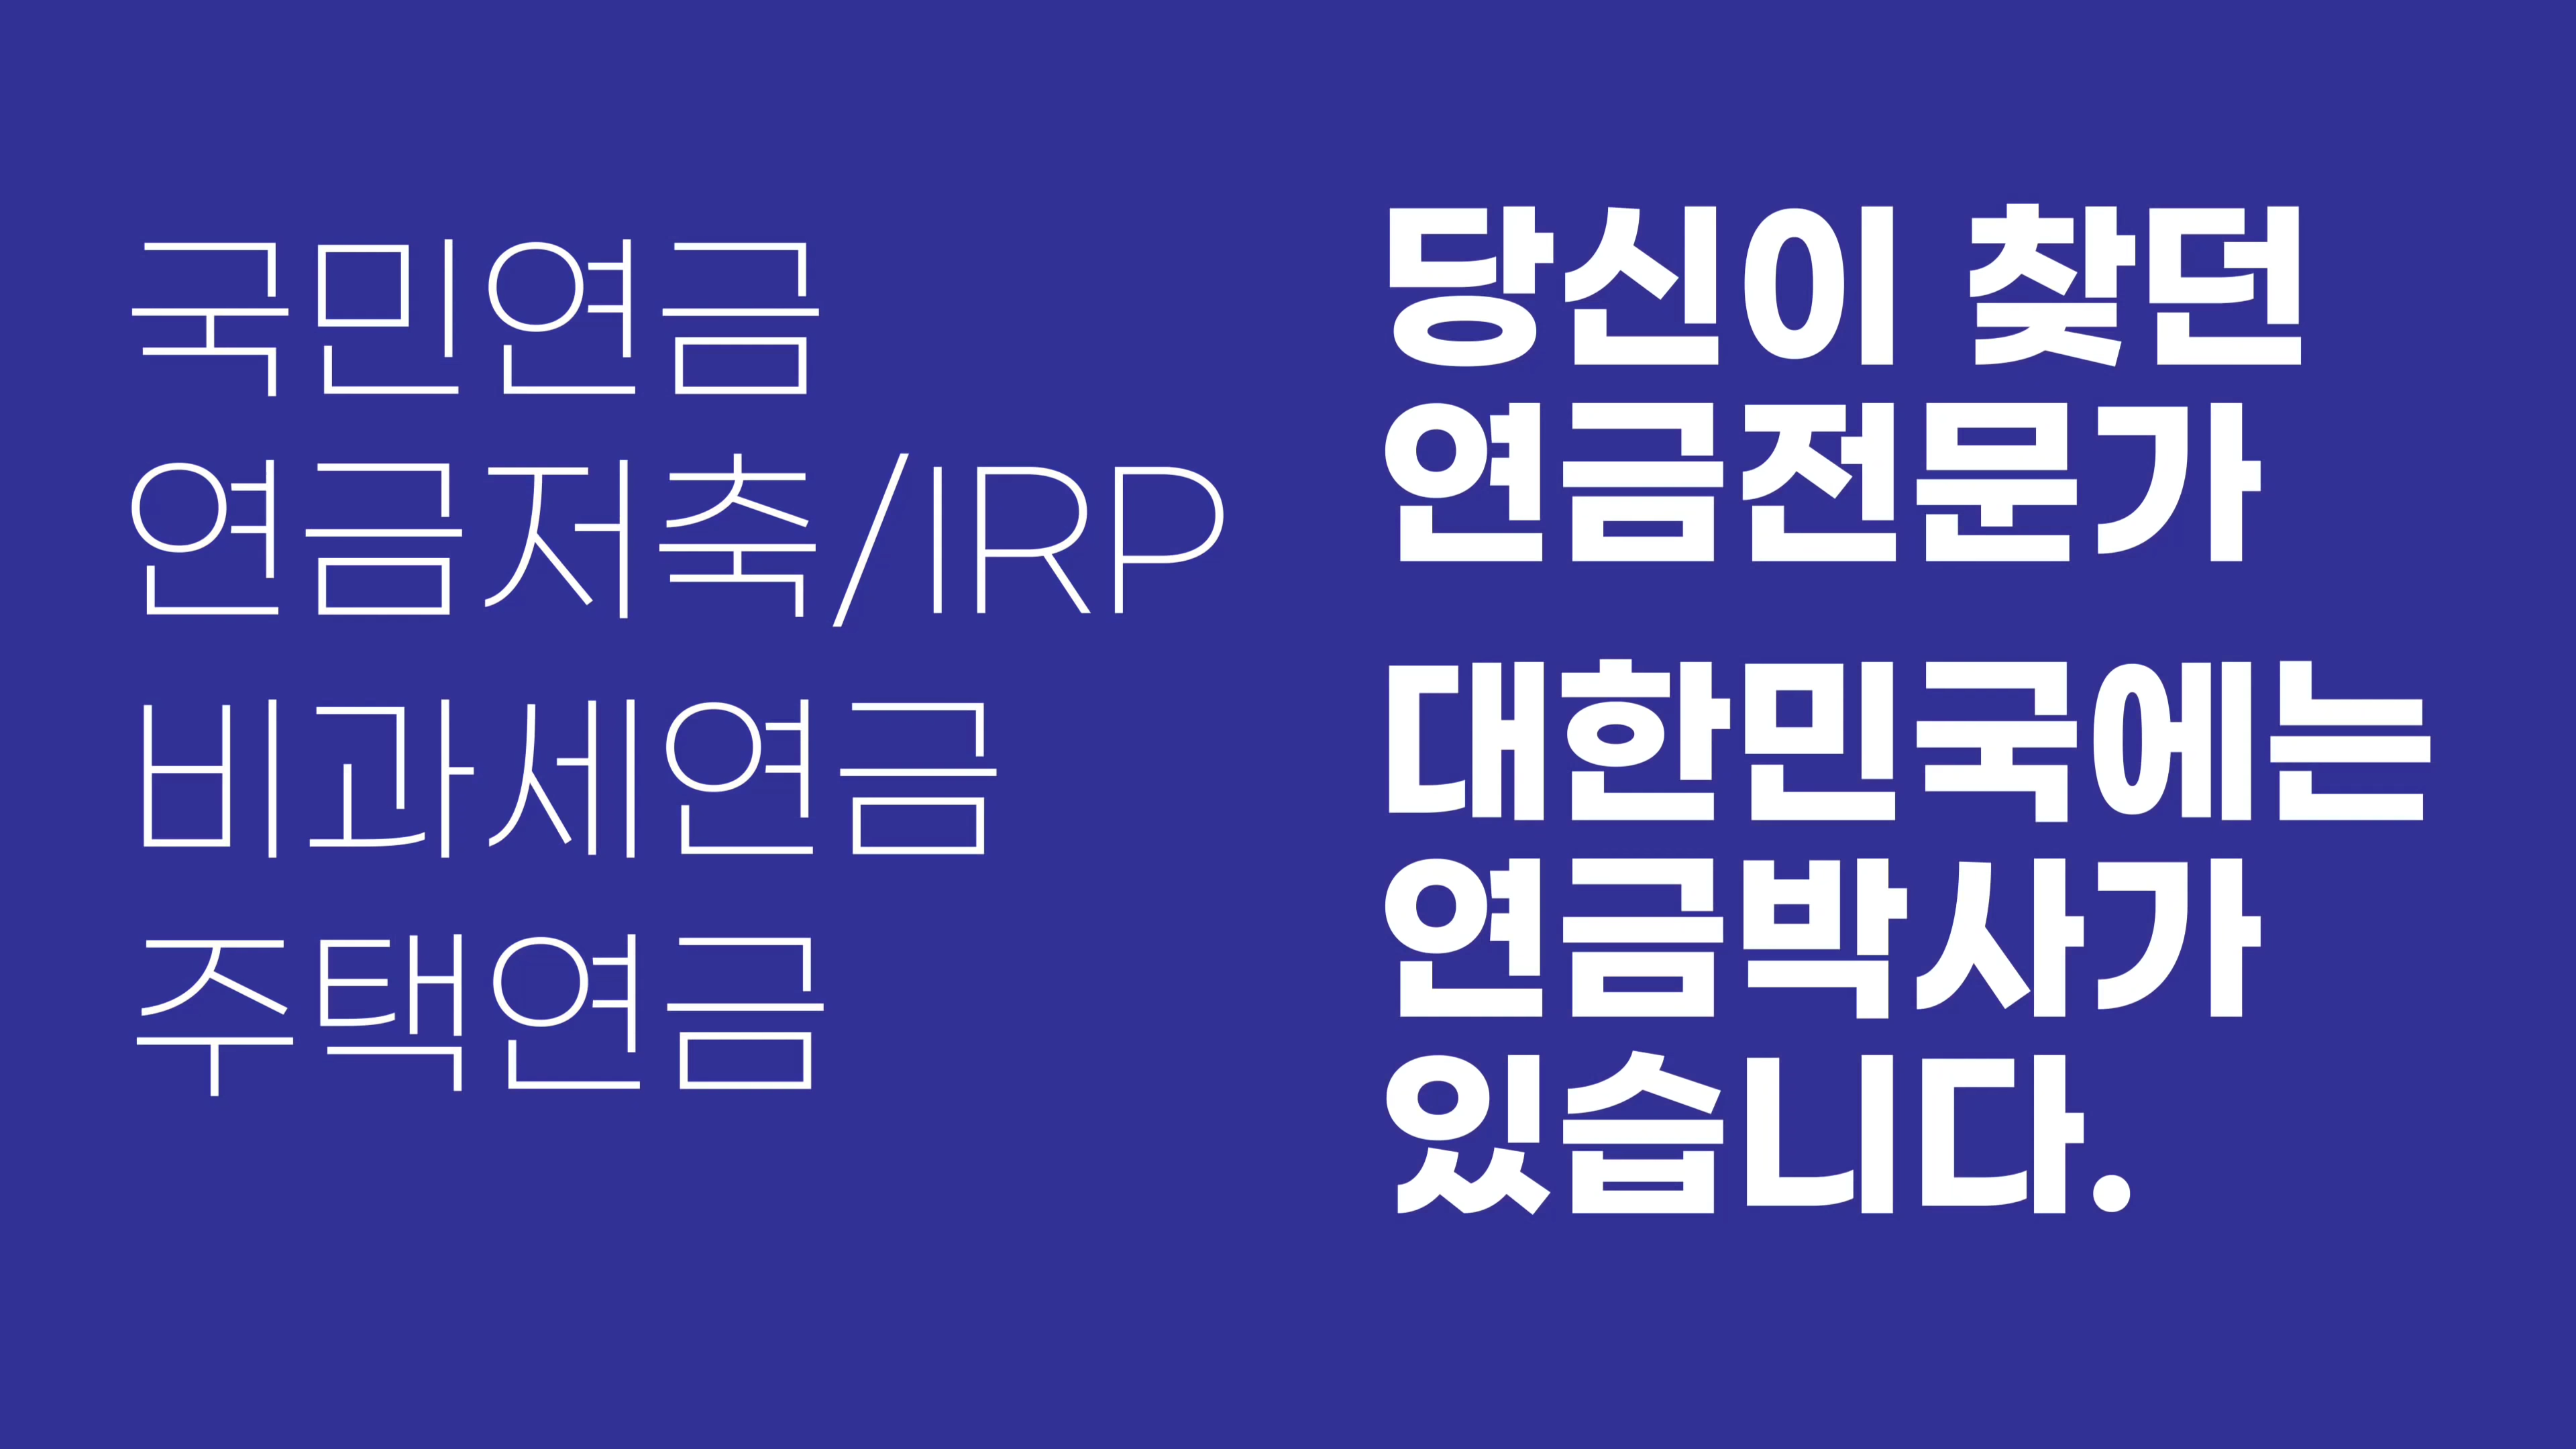 국민연금
연금저축/IRP
비과세연금
주택연금
당신이 찾던
연금전문가
대한민국에는
연금박사가
있습니다.